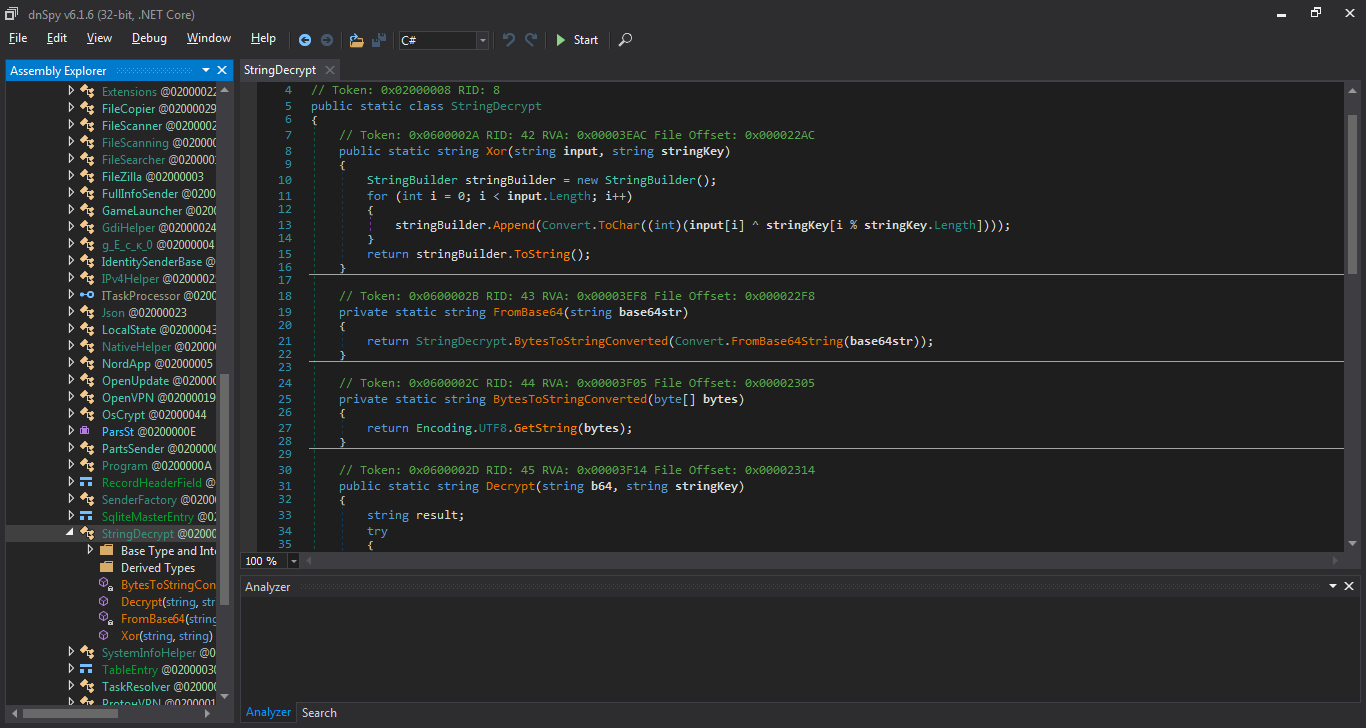 dnSpy v6.1.6 (32-bit, .NET Core)
File Edit View Debug Window Help C# Start
Assembly Explorer
StringDecrypt
Extensions @02000022
FileCopier @02000029
FileScanner @0200002
FileScanning @020000
FileSearcher @020000
FileZilla @02000003
FullInfoSender @0200
GameLauncher @0200
GdiHelper @02000024
g_E_c_к_0 @02000004
IdentitySenderBase @
IPv4Helper @0200002
ITaskProcessor @0200
Json @02000023
LocalState @02000043
NativeHelper @02000
NordApp @02000005
OpenUpdate @020000
OpenVPN @02000019
OsCrypt @02000044
ParsSt @0200000E
PartsSender @0200000
Program @0200000A
RecordHeaderField @
SenderFactory @0200
SqliteMasterEntry @02
StringDecrypt @02000
Base Type and Inte
Derived Types
BytesToStringCon
Decrypt(string, str
FromBase64(string
Xor(string, string)
SystemInfoHelper @0
TableEntry @02000030
TaskResolver @02000
ProtонVPN @0200001
4 // Token: 0x02000008 RID: 8
5 public static class StringDecrypt
6 {
7 // Token: 0x0600002A RID: 42 RVA: 0x00003EAC File Offset: 0x000022AC
8 public static string Xor(string input, string stringKey)
9 {
10 StringBuilder stringBuilder = new StringBuilder();
11 for (int i = 0; i < input.Length; i++)
12 {
13 stringBuilder.Append(Convert.ToChar((int)(input[i] ^ stringKey[i % stringKey.Length])));
14 }
15 return stringBuilder.ToString();
16 }
17
18 // Token: 0x0600002B RID: 43 RVA: 0x00003EF8 File Offset: 0x000022F8
19 private static string FromBase64(string base64str)
20 {
21 return StringDecrypt.BytesToStringConverted(Convert.FromBase64String(base64str));
22 }
23
24 // Token: 0x0600002C RID: 44 RVA: 0x00003F05 File Offset: 0x00002305
25 private static string BytesToStringConverted(byte[] bytes)
26 {
27 return Encoding.UTF8.GetString(bytes);
28 }
29
30 // Token: 0x0600002D RID: 45 RVA: 0x00003F14 File Offset: 0x00002314
31 public static string Decrypt(string b64, string stringKey)
32 {
33 string result;
34 try
35 {
100 %
Analyzer
Analyzer Search